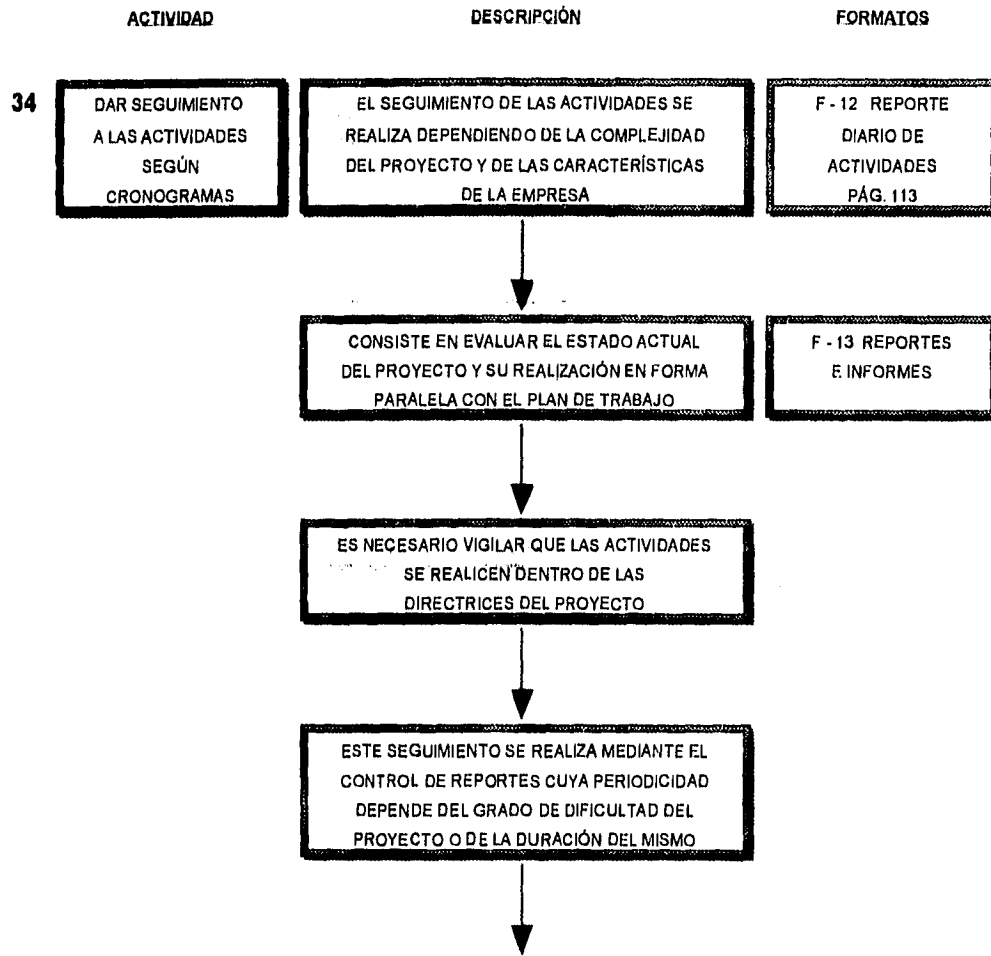 ACTIVIDAD
DESCRIPCIÓN
FORMATOS
34
DAR SEGUIMIENTO
A LAS ACTIVIDADES
SEGÚN
CRONOGRAMAS
EL SEGUIMIENTO DE LAS ACTIVIDADES SE
REALIZA DEPENDIENDO DE LA COMPLEJIDAD
DEL PROYECTO Y DE LAS CARACTERÍSTICAS
DE LA EMPRESA
F - 12 REPORTE
DIARIO DE
ACTIVIDADES
PÁG. 113
CONSISTE EN EVALUAR EL ESTADO ACTUAL
DEL PROYECTO Y SU REALIZACIÓN EN FORMA
PARALELA CON EL PLAN DE TRABAJO
F - 13 REPORTES
E INFORMES
ES NECESARIO VIGILAR QUE LAS ACTIVIDADES
SE REALICEN DENTRO DE LAS
DIRECTRICES DEL PROYECTO
ESTE SEGUIMIENTO SE REALIZA MEDIANTE EL
CONTROL DE REPORTES CUYA PERIODICIDAD
DEPENDE DEL GRADO DE DIFICULTAD DEL
PROYECTO O DE LA DURACIÓN DEL MISMO